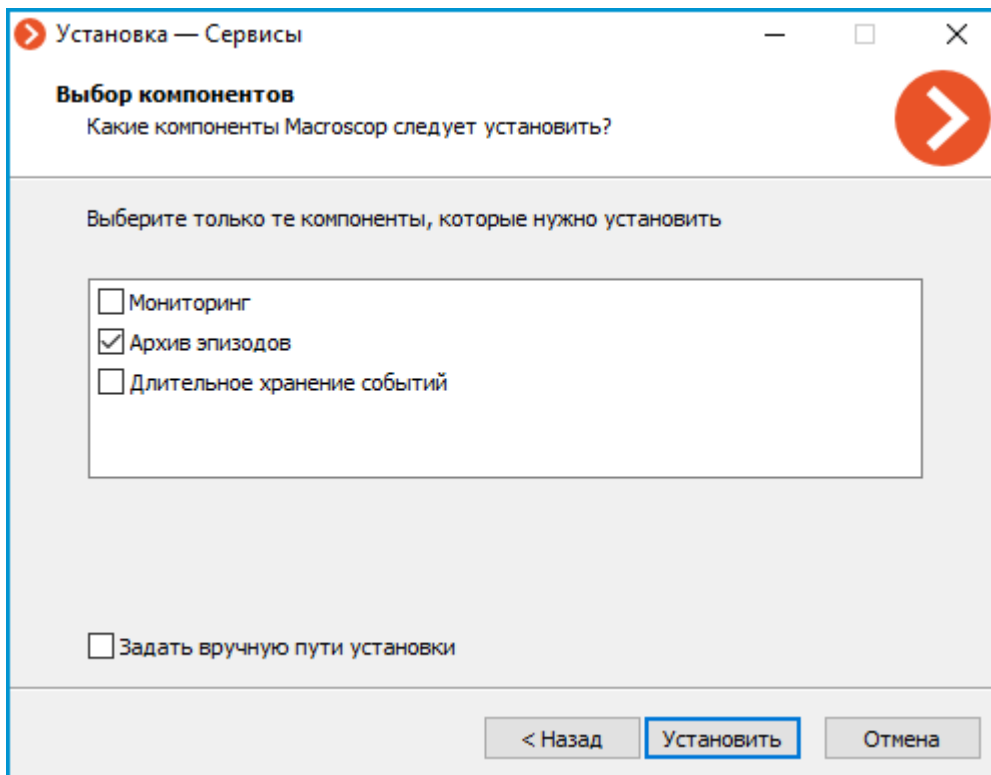 Установка — Сервисы
Выбор компонентов
Какие компоненты Macroscop следует установить?
Выберите только те компоненты, которые нужно установить
Мониторинг
Архив эпизодов
Длительное хранение событий
Задать вручную пути установки
< Назад
Установить
Отмена